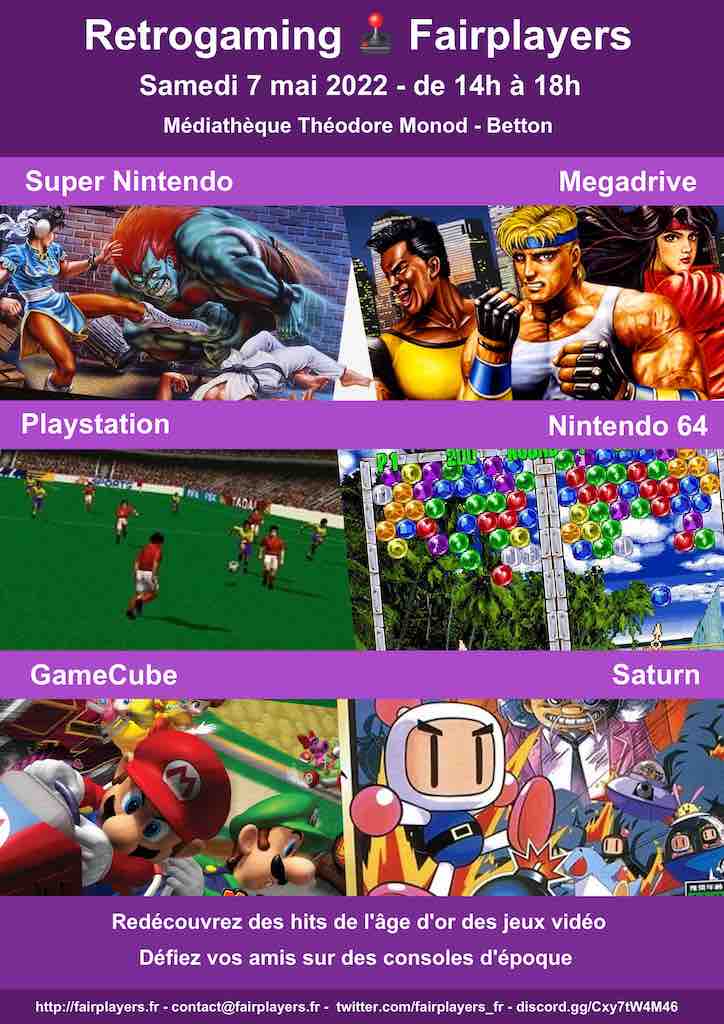 Retrogaming 🕹️ Fairplayers
Samedi 7 mai 2022 - de 14h à 18h
Médiathèque Théodore Monod - Betton
Super Nintendo
Megadrive
Playstation
Nintendo 64
P1
200
GameCube
Saturn
M
Redécouvrez des hits de l'âge d'or des jeux vidéo
Défiez vos amis sur des consoles d'époque
http://fairplayers.fr - contact@fairplayers.fr - twitter.com/fairplayers_fr - discord.gg/Cxy7tW4M46